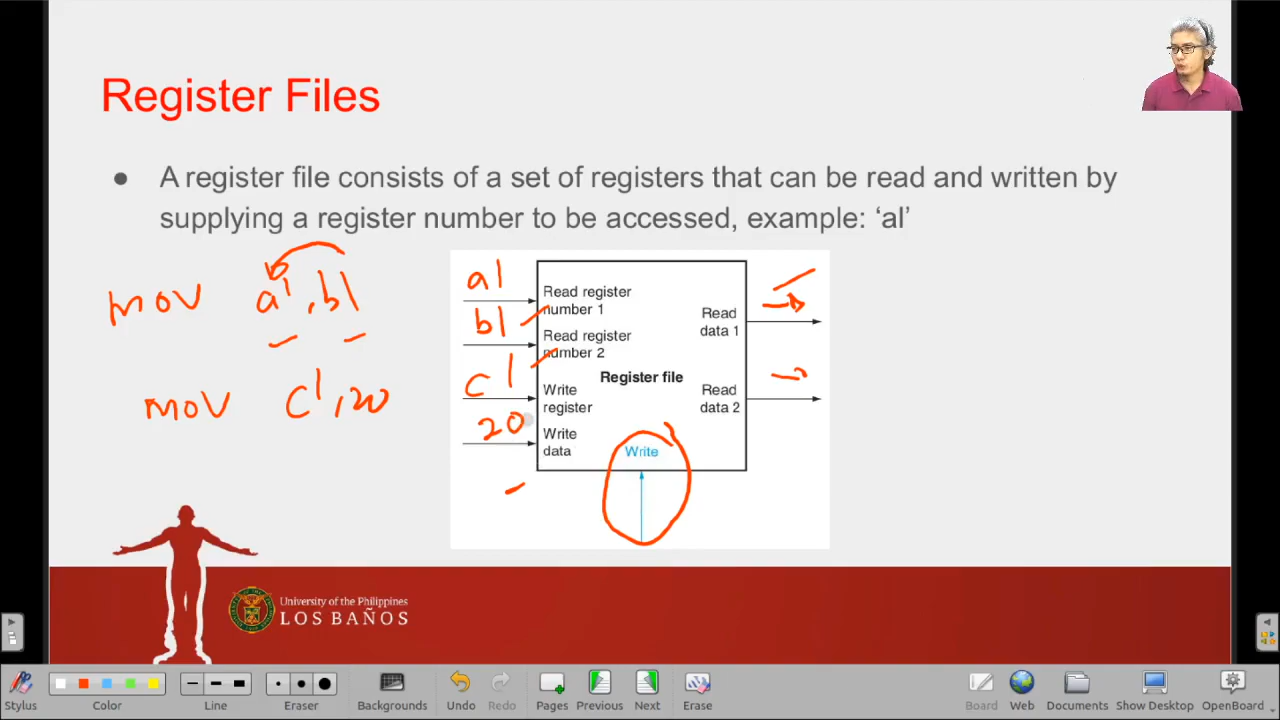 Register Files
● A register file consists of a set of registers that can be read and written by
supplying a register number to be accessed, example: ‘al’
mov al, bl
mov cl, 20
al
bl
cl
20
Read register
number 1
Read register
number 2
Write
register
Write
data
Register file
Read
data 1
Read
data 2
Write
University of the Philippines
LOS BAÑOS
Stylus
Color
Line
Eraser
Backgrounds
Undo
Redo
Pages
Previous
Next
Erase
Board
Web
Documents
Show Desktop
OpenBoard